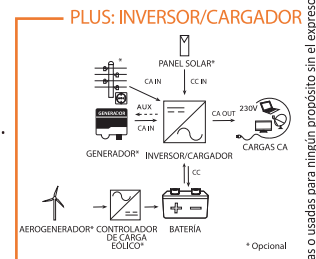 PLUS: INVERSOR/CARGADOR
*
PANEL SOLAR*
CA IN
CC IN
GENERADOR
AUX
CA IN
CA OUT
230V
GENERADOR*
INVERSOR/CARGADOR
CARGAS CA
CC
AEROGENERADOR*
CONTROLADOR
DE CARGA
EÓLICO*
BATERÍA
* Opcional
as o usadas para ningún propósito sin el expreso